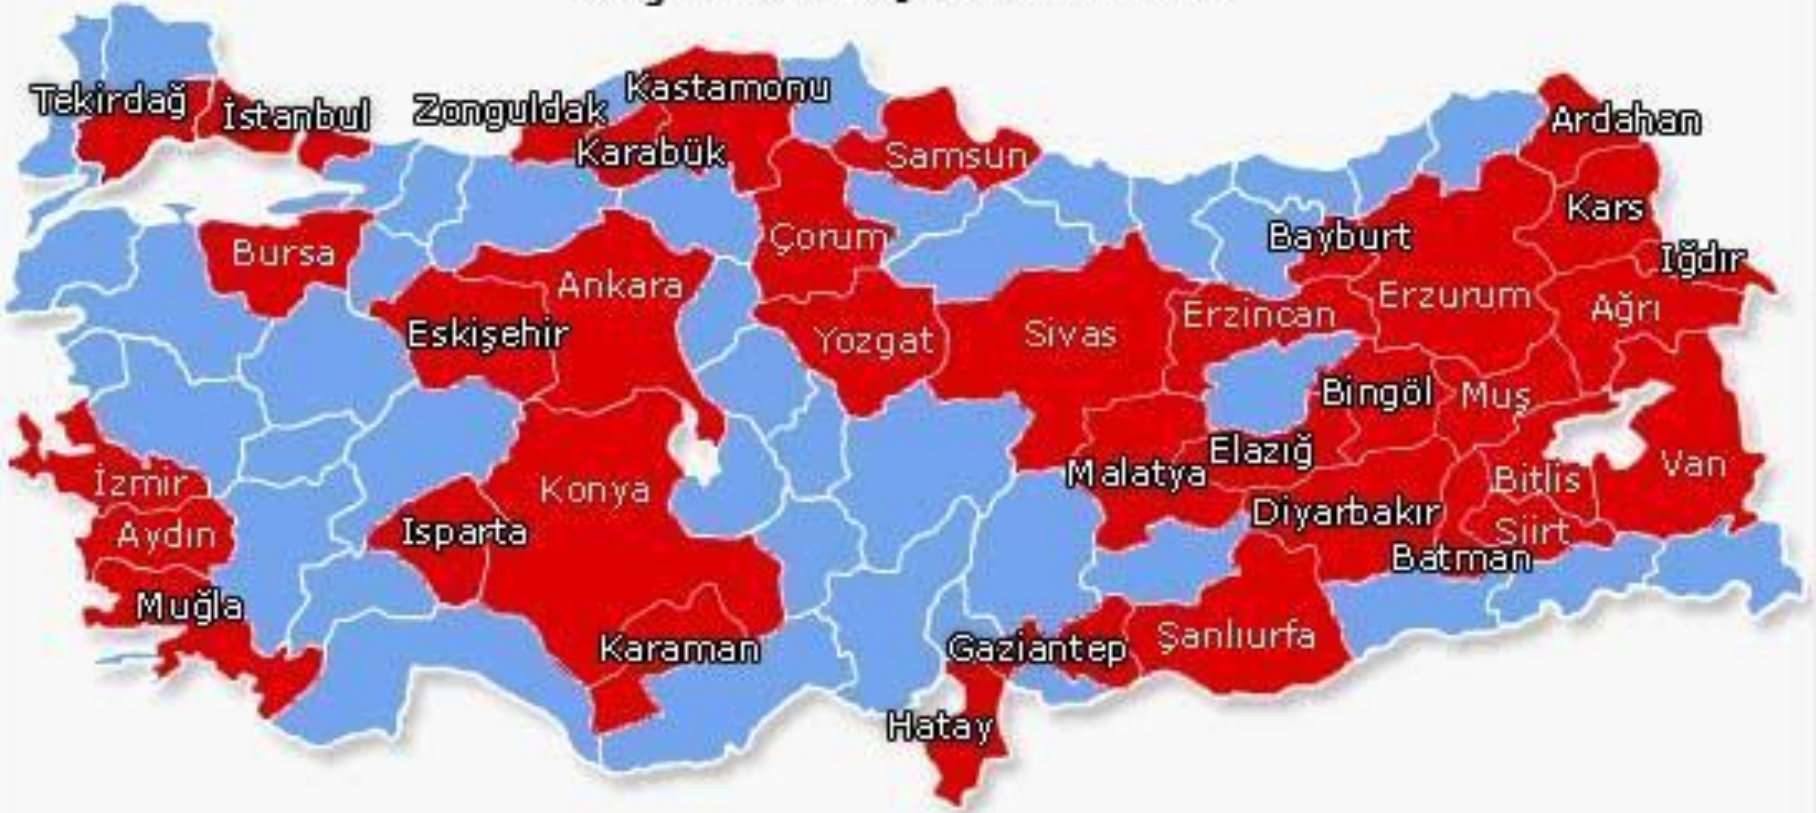 Kastamonu
Tekirdağ
İstanbul
Zonguldak
Ardahan
Karabük
Samsun
Kars
Bursa
Çorum
Bayburt
Iğdır
Ankara
Erzurum
Ağrı
Erzincan
Eskişehir
Yozgat
Sivas
Bingöl
Muş
Elazığ
Van
Malatya
İzmir
Konya
Bitlis
Diyarbakır
Aydın
Isparta
Siirt
Batman
Muğla
Karaman
Gaziantep
Şanlıurfa
Hatay